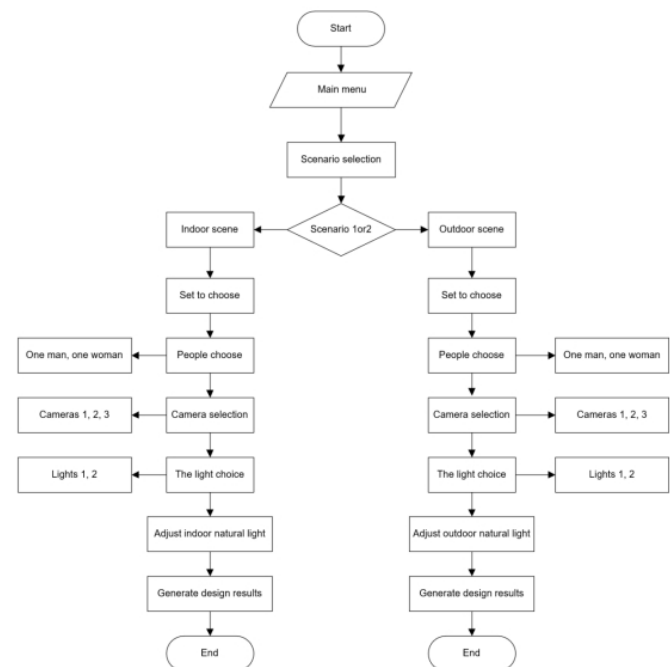 Start
Main menu
Scenario selection
Indoor scene
Scenario 1or2
Outdoor scene
Set to choose
Set to choose
One man, one woman
People choose
People choose
One man, one woman
Cameras 1, 2, 3
Camera selection
Camera selection
Cameras 1, 2, 3
Lights 1, 2
The light choice
The light choice
Lights 1, 2
Adjust indoor natural light
Adjust outdoor natural light
Generate design results
Generate design results
End
End